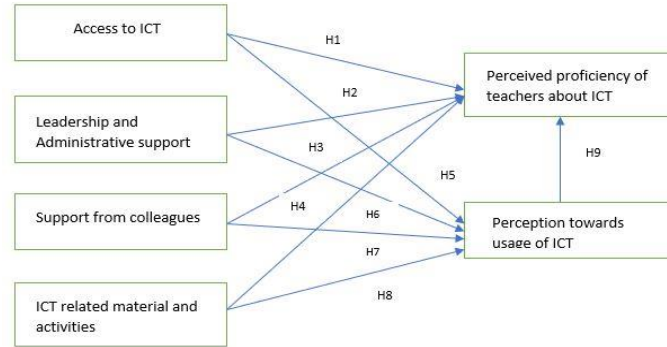 Access to ICT
H1
Perceived proficiency of
teachers about ICT
H2
Leadership and
Administrative support
H3
H9
H5
Support from colleagues
H4
H6
Perception towards
usage of ICT
H7
ICT related material and
activities
H8